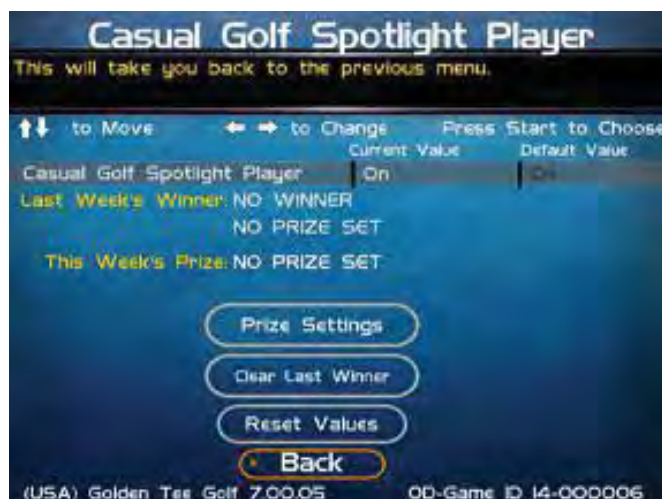 Casual Golf Spotlight Player
This will take you back to the previous menu.
to Move to Change Press Start to Choose
Current Value Default Value
Casual Golf Spotlight Player On On
Last Week's Winner: NO WINNER
NO PRIZE SET
This Week's Prize: NO PRIZE SET
Prize Settings
Clear Last Winner
Reset Values
Back
(USA) Golden Tee Golf 7.00.05 OD-Game ID 14-000006